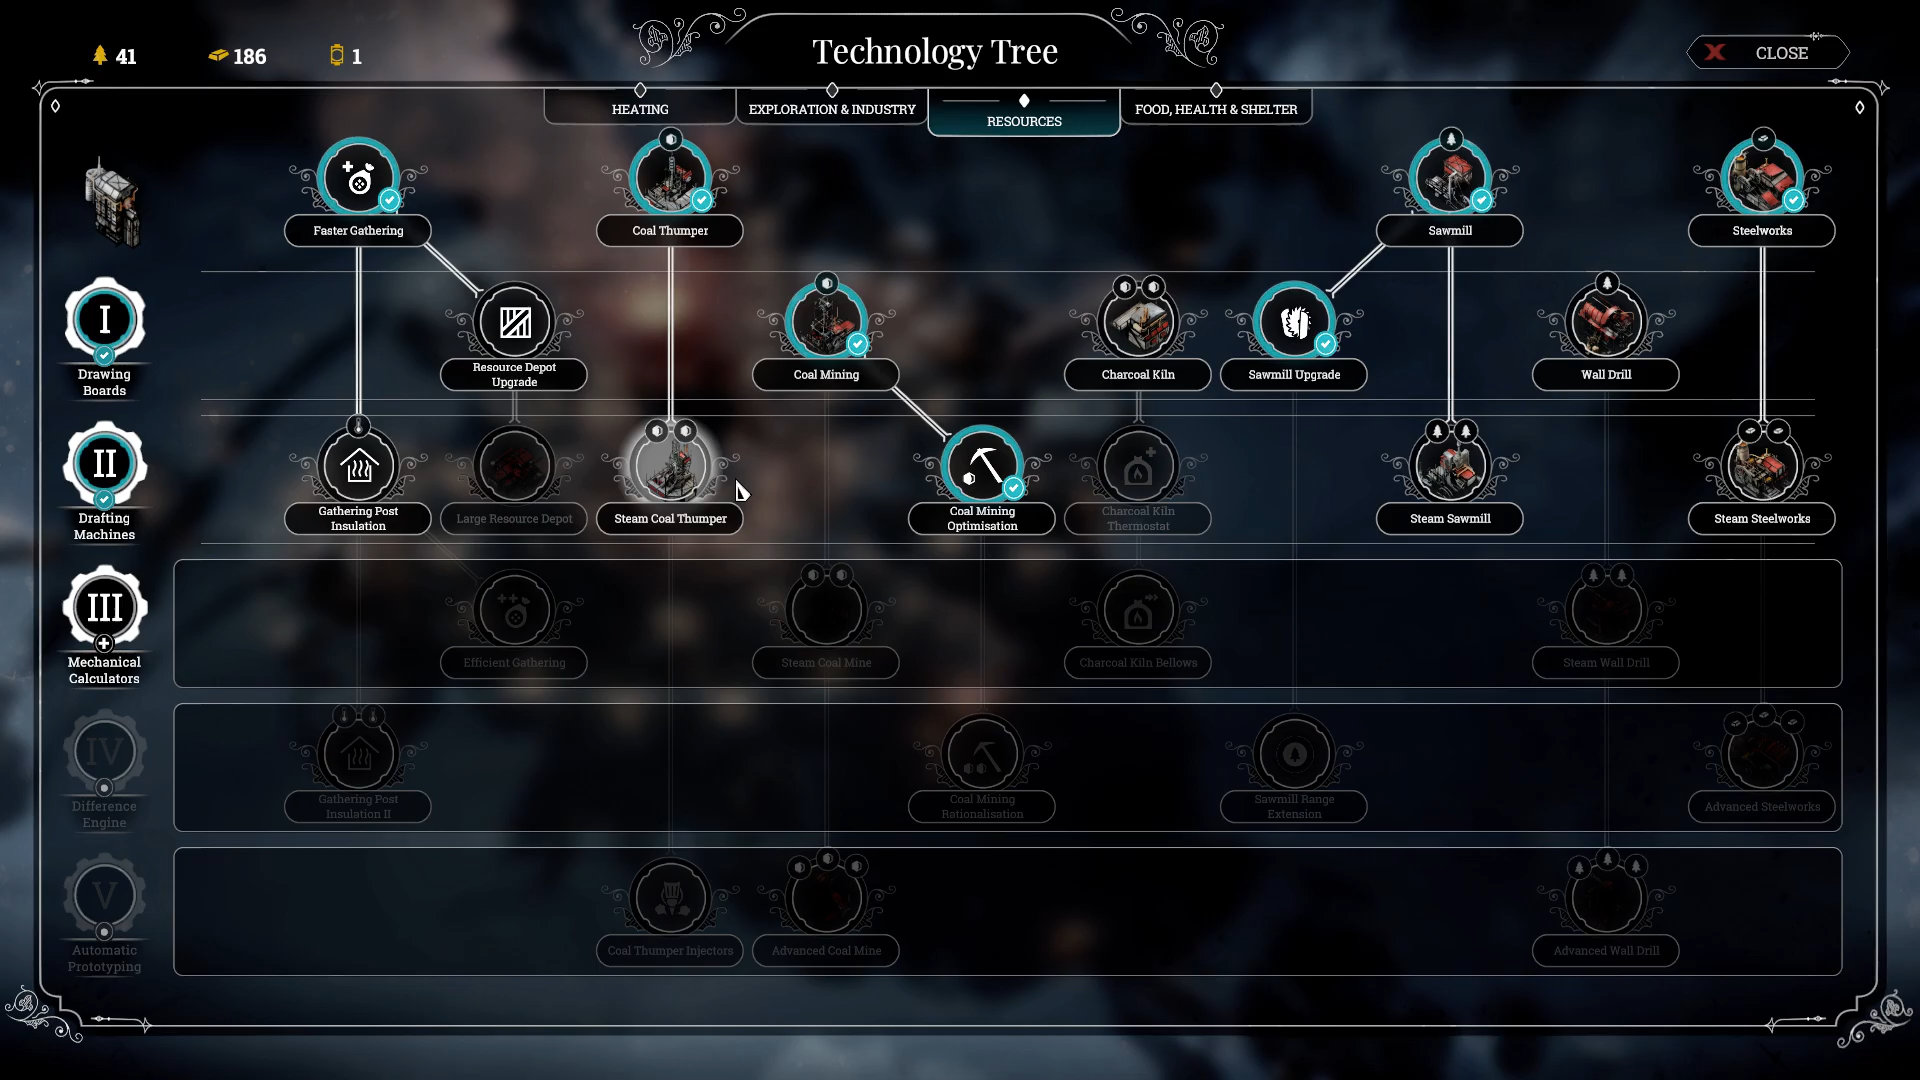 Technology Tree
41
186
1
CLOSE
HEATING
EXPLORATION & INDUSTRY
RESOURCES
FOOD, HEALTH & SHELTER
Faster Gathering
Coal Thumper
Sawmill
Steelworks
I
Drawing
Boards
Resource Depot
Upgrade
Coal Mining
Charcoal Kiln
Sawmill Upgrade
Wall Drill
II
Drafting
Machines
Gathering Post
Insulation
Large Resource Depot
Steam Coal Thumper
Coal Mining
Optimisation
Charcoal Kiln
Thermostat
Steam Sawmill
Steam Steelworks
III
Mechanical
Calculators
Efficient Gathering
Steam Coal Mine
Charcoal Kiln Bellows
Steam Wall Drill
IV
Difference
Engine
Gathering Post
Insulation II
Coal Mining
Rationalisation
Sawmill Range
Extension
Advanced Steelworks
V
Automatic
Prototyping
Coal Thumper Injectors
Advanced Coal Mine
Advanced Wall Drill